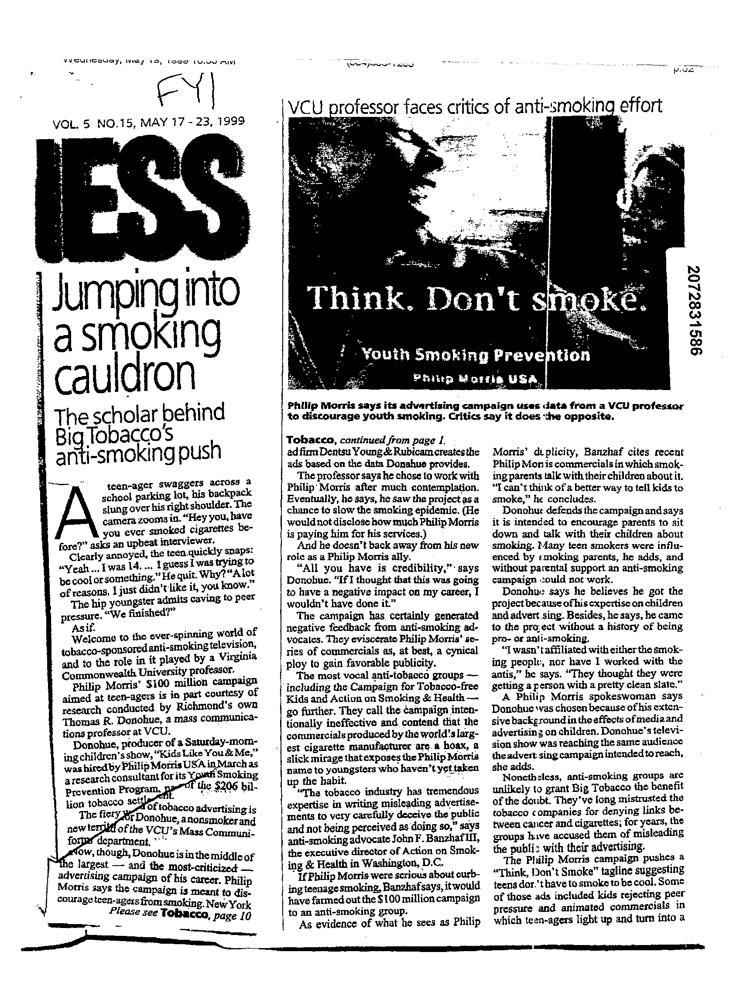 Wednesday, May 19, 1999 10:50 AM
p.02
FYI
VOL. 5 NO.15, MAY 17 - 23, 1999
IESS
Jumping into
a smoking
cauldron
The scholar behind
Big Tobacco's
anti-smoking push
A teen-ager swaggers across a
school parking lot, his backpack
slung over his right shoulder. The
camera zooms in. "Hey you, have
you ever smoked cigarettes be-
fore?" asks an upbeat interviewer.
Clearly annoyed, the teen quickly snaps:
"Yeah ... I was 14. ... I guess I was trying to
be cool or something." He quit. Why? "A lot
of reasons, I just didn't like it, you know."
The hip youngster admits caving to peer
pressure. "We finished?"
As if.
Welcome to the ever-spinning world of
tobacco-sponsored anti-smoking television,
and to the role in it played by a Virginia
Commonwealth University professor.
Philip Morris' $100 million campaign
aimed at teen-agers is in part courtesy of
research conducted by Richmond's own
Thomas R. Donohue, a mass communica-
tions professor at VCU.
Donohue, producer of a Saturday-morn-
ing children's show, "Kids Like You & Me,"
was hired by Philip Morris USA in March as
a research consultant for its Youth Smoking
Prevention Program, part of the $206 bil-
lion tobacco settlement.
The fiery of tobacco advertising is
new for Donohue, a nonsmoker and
of the VCU's Mass Communi-
department.
Now, though, Donohue is in the middle of
the largest — and the most-criticized —
advertising campaign of his career. Philip
Morris says the campaign is meant to dis-
courage teen-agers from smoking. New York
Please see Tobacco, page 10
VCU professor faces critics of anti-smoking effort
Think. Don't smoke.
Youth Smoking Prevention
Philip Morris USA
2072831586
Philip Morris says its advertising campaign uses data from a VCU professor
to discourage youth smoking. Critics say it does the opposite.
Tobacco, continued from page 1.
ad firm Dentsu Young & Rubicam creates the
ads based on the data Donahue provides.
The professor says he chose to work with
Philip Morris after much contemplation.
Eventually, he says, he saw the project as a
chance to slow the smoking epidemic. (He
would not disclose how much Philip Morris
is paying him for his services.)
And he doesn't back away from his new
role as a Philip Morris ally.
"All you have is credibility," says
Donohue. "If I thought that this was going
to have a negative impact on my career, I
wouldn't have done it."
The campaign has certainly generated
negative feedback from anti-smoking ad-
vocates. They eviscerate Philip Morris' se-
ries of commercials as, at best, a cynical
ploy to gain favorable publicity.
The most vocal anti-tobacco groups —
including the Campaign for Tobacco-free
Kids and Action on Smoking & Health —
go further. They call the campaign inten-
tionally ineffective and contend that the
commercials produced by the world's larg-
est cigarette manufacturer are a hoax, a
slick mirage that exposes the Philip Morris
name to youngsters who haven't yet taken
up the habit.
"The tobacco industry has tremendous
expertise in writing misleading advertise-
ments to very carefully deceive the public
and not being perceived as doing so," says
anti-smoking advocate John F. Banzhaf III,
the executive director of Action on Smok-
ing & Health in Washington, D.C.
If Philip Morris were serious about curb-
ing teenage smoking, Banzhaf says, it would
have farmed out the $100 million campaign
to an anti-smoking group.
As evidence of what he sees as Philip
Morris' duplicity, Banzhaf cites recent
Philip Morris commercials in which smok-
ing parents talk with their children about it.
"I can't think of a better way to tell kids to
smoke," he concludes.
Donohue defends the campaign and says
it is intended to encourage parents to sit
down and talk with their children about
smoking. Many teen smokers were influ-
enced by smoking parents, he adds, and
without parental support an anti-smoking
campaign could not work.
Donohue says he believes he got the
project because of his expertise on children
and advertising. Besides, he says, he came
to the project without a history of being
pro- or anti-smoking.
"I wasn't affiliated with either the smok-
ing people, nor have I worked with the
antis," he says. "They thought they were
getting a person with a pretty clean slate."
A Philip Morris spokeswoman says
Donohue was chosen because of his exten-
sive background in the effects of media and
advertising on children. Donohue's televi-
sion show was reaching the same audience
the advertising campaign intended to reach,
she adds.
Nonetheless, anti-smoking groups are
unlikely to grant Big Tobacco the benefit
of the doubt. They've long mistrusted the
tobacco companies for denying links be-
tween cancer and cigarettes; for years, the
groups have accused them of misleading
the public with their advertising.
The Philip Morris campaign pushes a
"Think, Don't Smoke" tagline suggesting
teens don't have to smoke to be cool. Some
of those ads included kids rejecting peer
pressure and animated commercials in
which teen-agers light up and turn into a